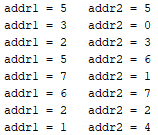 addr1 = 5   addr2 = 5
addr1 = 3   addr2 = 0
addr1 = 2   addr2 = 3
addr1 = 5   addr2 = 6
addr1 = 7   addr2 = 1
addr1 = 6   addr2 = 7
addr1 = 2   addr2 = 2
addr1 = 1   addr2 = 4